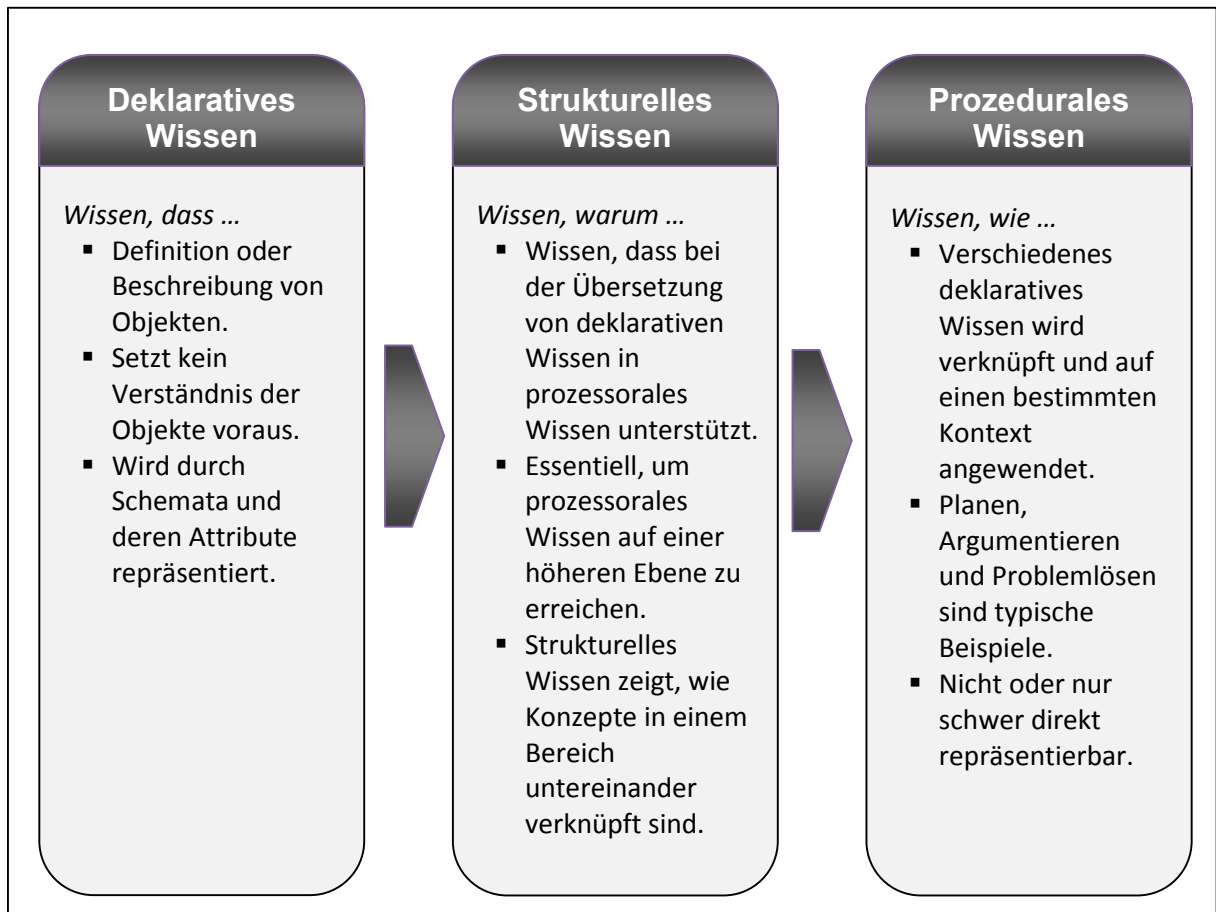 Deklaratives
Wissen
Wissen, dass …
▪ Definition oder
Beschreibung von
Objekten.
▪ Setzt kein
Verständnis der
Objekte voraus.
▪ Wird durch
Schemata und
deren Attribute
repräsentiert.
Strukturelles
Wissen
Wissen, warum …
▪ Wissen, dass bei
der Übersetzung
von deklarativen
Wissen in
prozessorales
Wissen unterstützt.
▪ Essentiell, um
prozessorales
Wissen auf einer
höheren Ebene zu
erreichen.
▪ Strukturelles
Wissen zeigt, wie
Konzepte in einem
Bereich
untereinander
verknüpft sind.
Prozedurales
Wissen
Wissen, wie …
▪ Verschiedenes
deklaratives
Wissen wird
verknüpft und auf
einen bestimmten
Kontext
angewendet.
▪ Planen,
Argumentieren
und Problemlösen
sind typische
Beispiele.
▪ Nicht oder nur
schwer direkt
repräsentierbar.